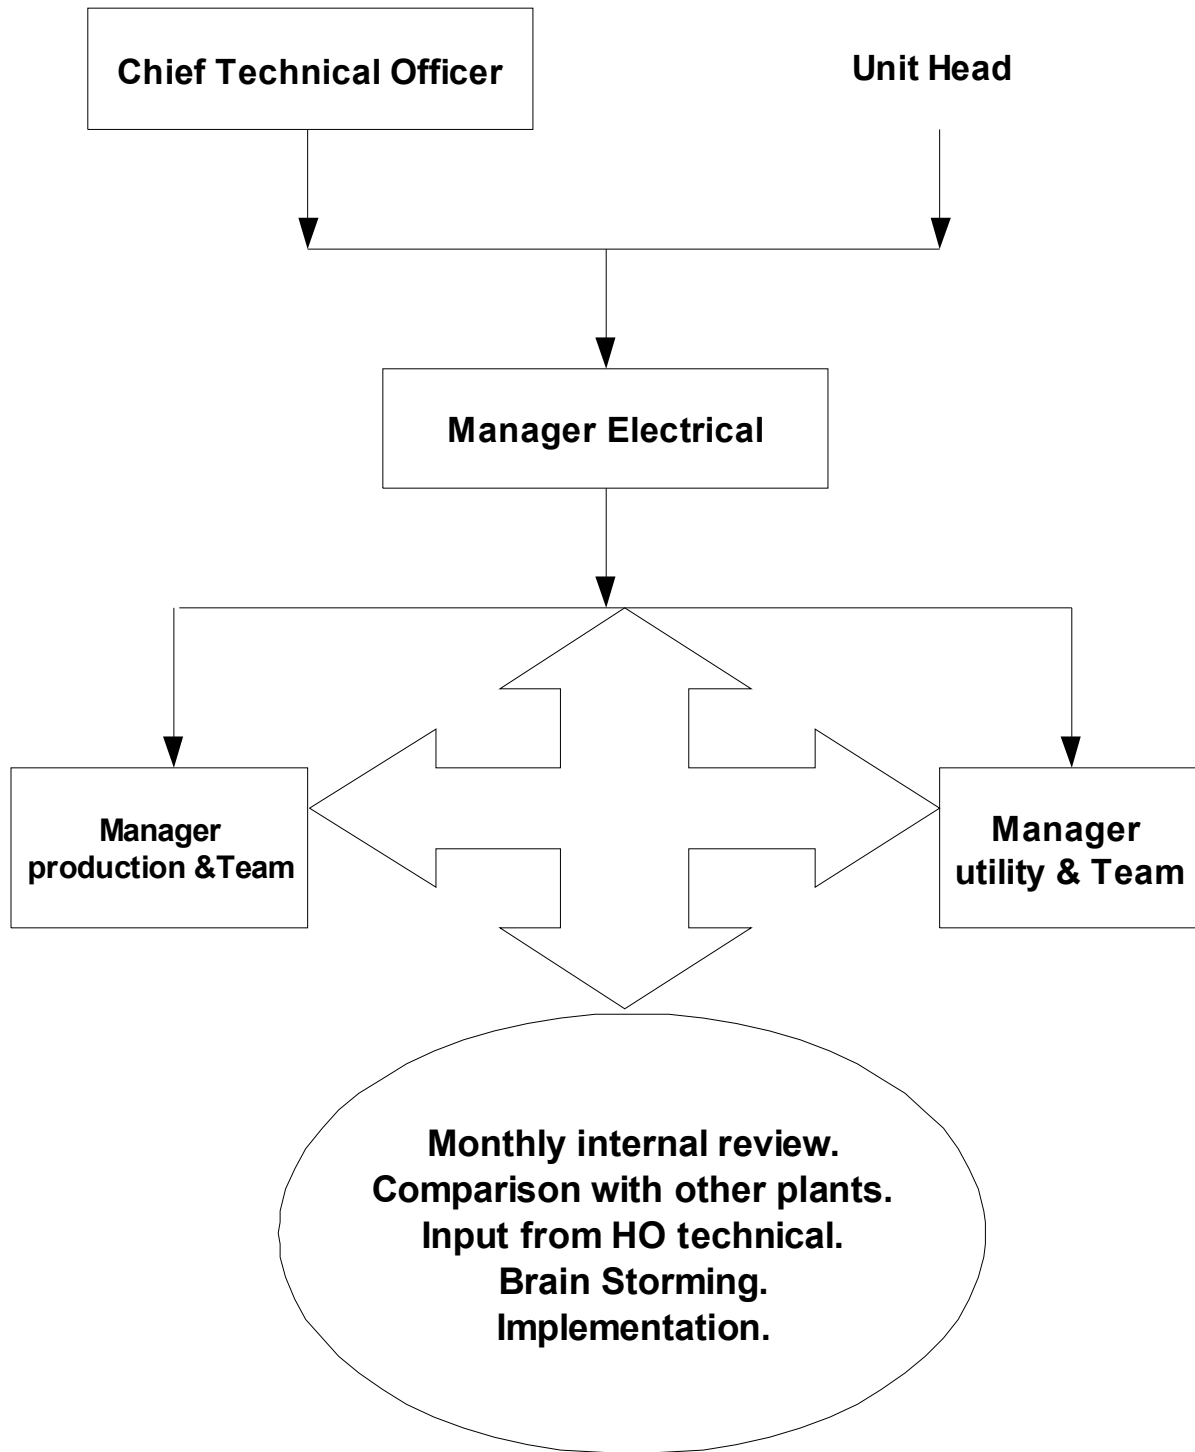 Chief Technical Officer
Unit Head
Manager Electrical
Manager
production &Team
Manager
utility & Team
Monthly internal review.
Comparison with other plants.
Input from HO technical.
Brain Storming.
Implementation.